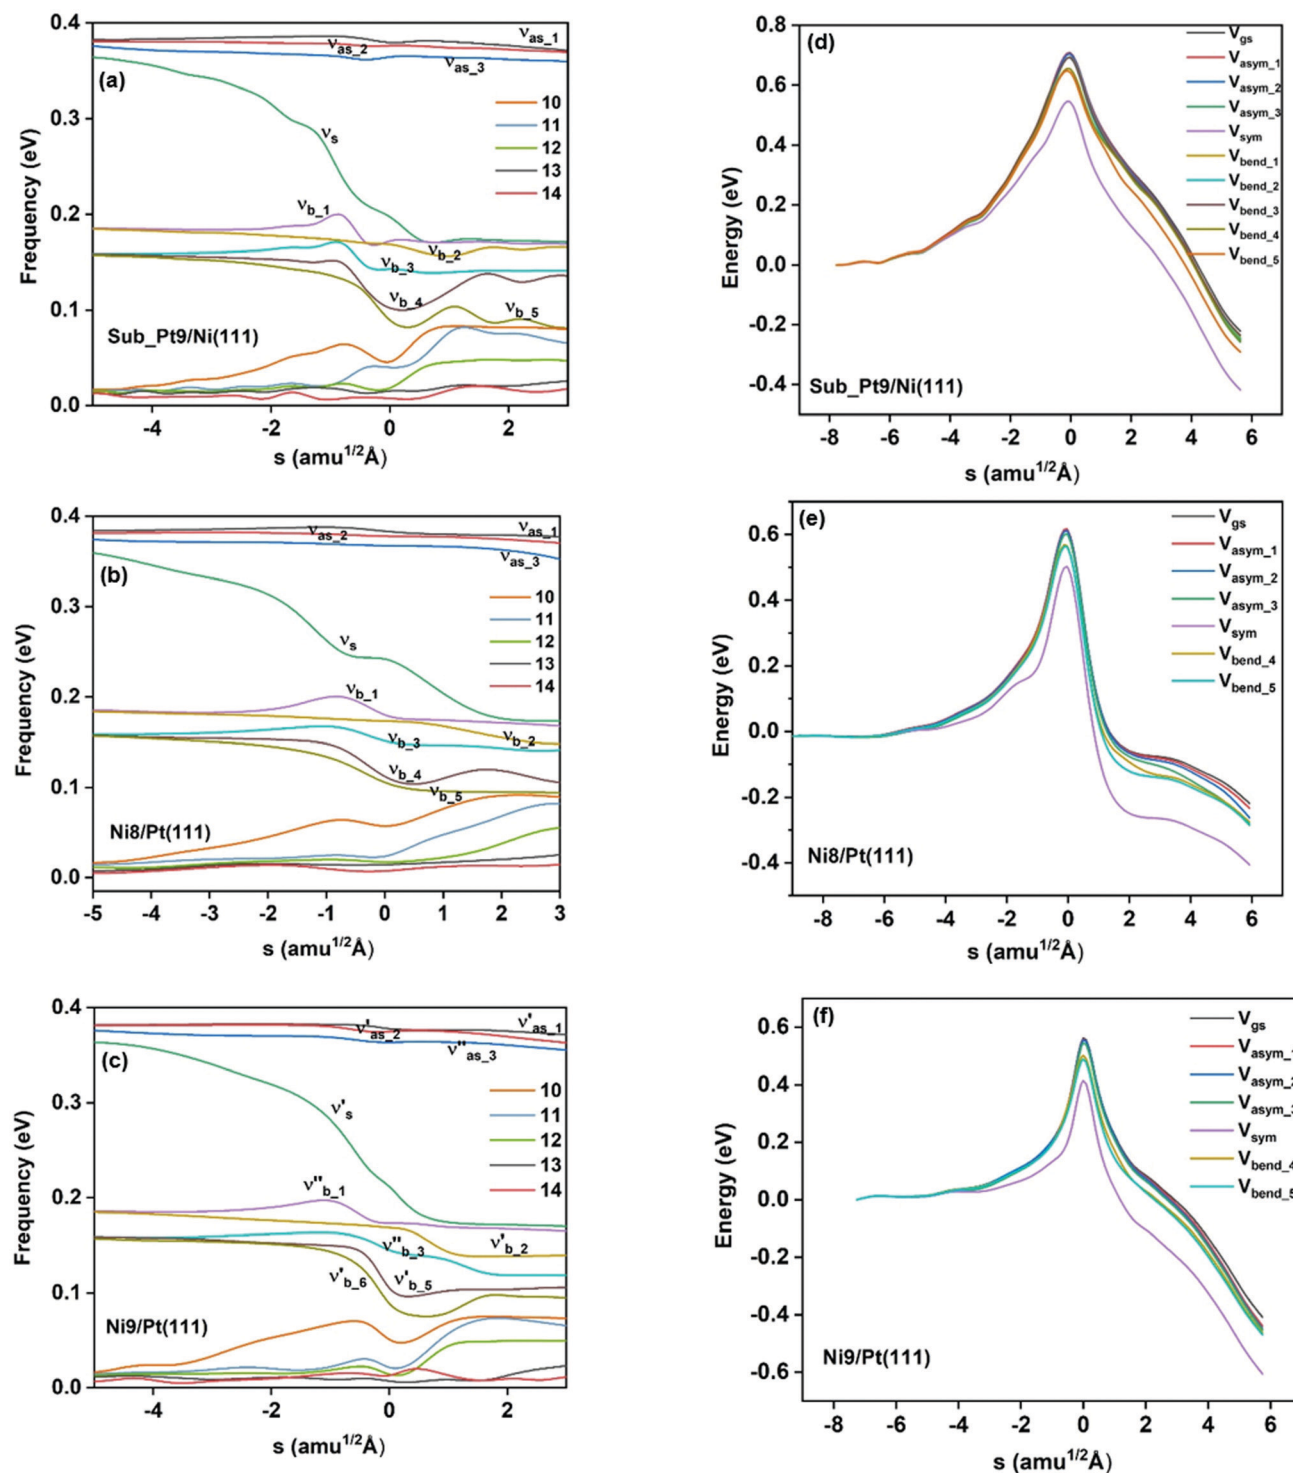 (a)
Frequency (eV)
0.4
0.3
0.2
0.1
0.0
ν_as_1
ν_as_2
ν_as_3
ν_s
ν_b_1
ν_b_2
ν_b_3
ν_b_4
ν_b_5
10
11
12
13
14
Sub_Pt9/Ni(111)
-4 -2 0 2
s (amu^1/2Å)
(d)
Energy (eV)
0.8
0.6
0.4
0.2
0.0
-0.2
-0.4
V_gs
V_asym_1
V_asym_2
V_asym_3
V_sym
V_bend_1
V_bend_2
V_bend_3
V_bend_4
V_bend_5
Sub_Pt9/Ni(111)
-8 -6 -4 -2 0 2 4 6
s (amu^1/2Å)
(b)
Frequency (eV)
0.4
0.3
0.2
0.1
0.0
ν_as_1
ν_as_2
ν_as_3
ν_s
ν_b_1
ν_b_2
ν_b_3
ν_b_4
ν_b_5
10
11
12
13
14
Ni8/Pt(111)
-5 -4 -3 -2 -1 0 1 2 3
s (amu^1/2Å)
(e)
Energy (eV)
0.6
0.4
0.2
0.0
-0.2
-0.4
V_gs
V_asym_1
V_asym_2
V_asym_3
V_sym
V_bend_4
V_bend_5
Ni8/Pt(111)
-8 -6 -4 -2 0 2 4 6
s (amu^1/2Å)
(c)
Frequency (eV)
0.4
0.3
0.2
0.1
0.0
ν'_as_1
ν'_as_2
ν''_as_3
ν'_s
ν''_b_1
ν'_b_2
ν''_b_3
ν'_b_5
ν'_b_6
10
11
12
13
14
Ni9/Pt(111)
-4 -2 0 2
s (amu^1/2Å)
(f)
Energy (eV)
0.6
0.4
0.2
0.0
-0.2
-0.4
-0.6
V_gs
V_asym_1
V_asym_2
V_asym_3
V_sym
V_bend_4
V_bend_5
Ni9/Pt(111)
-8 -6 -4 -2 0 2 4 6
s (amu^1/2Å)